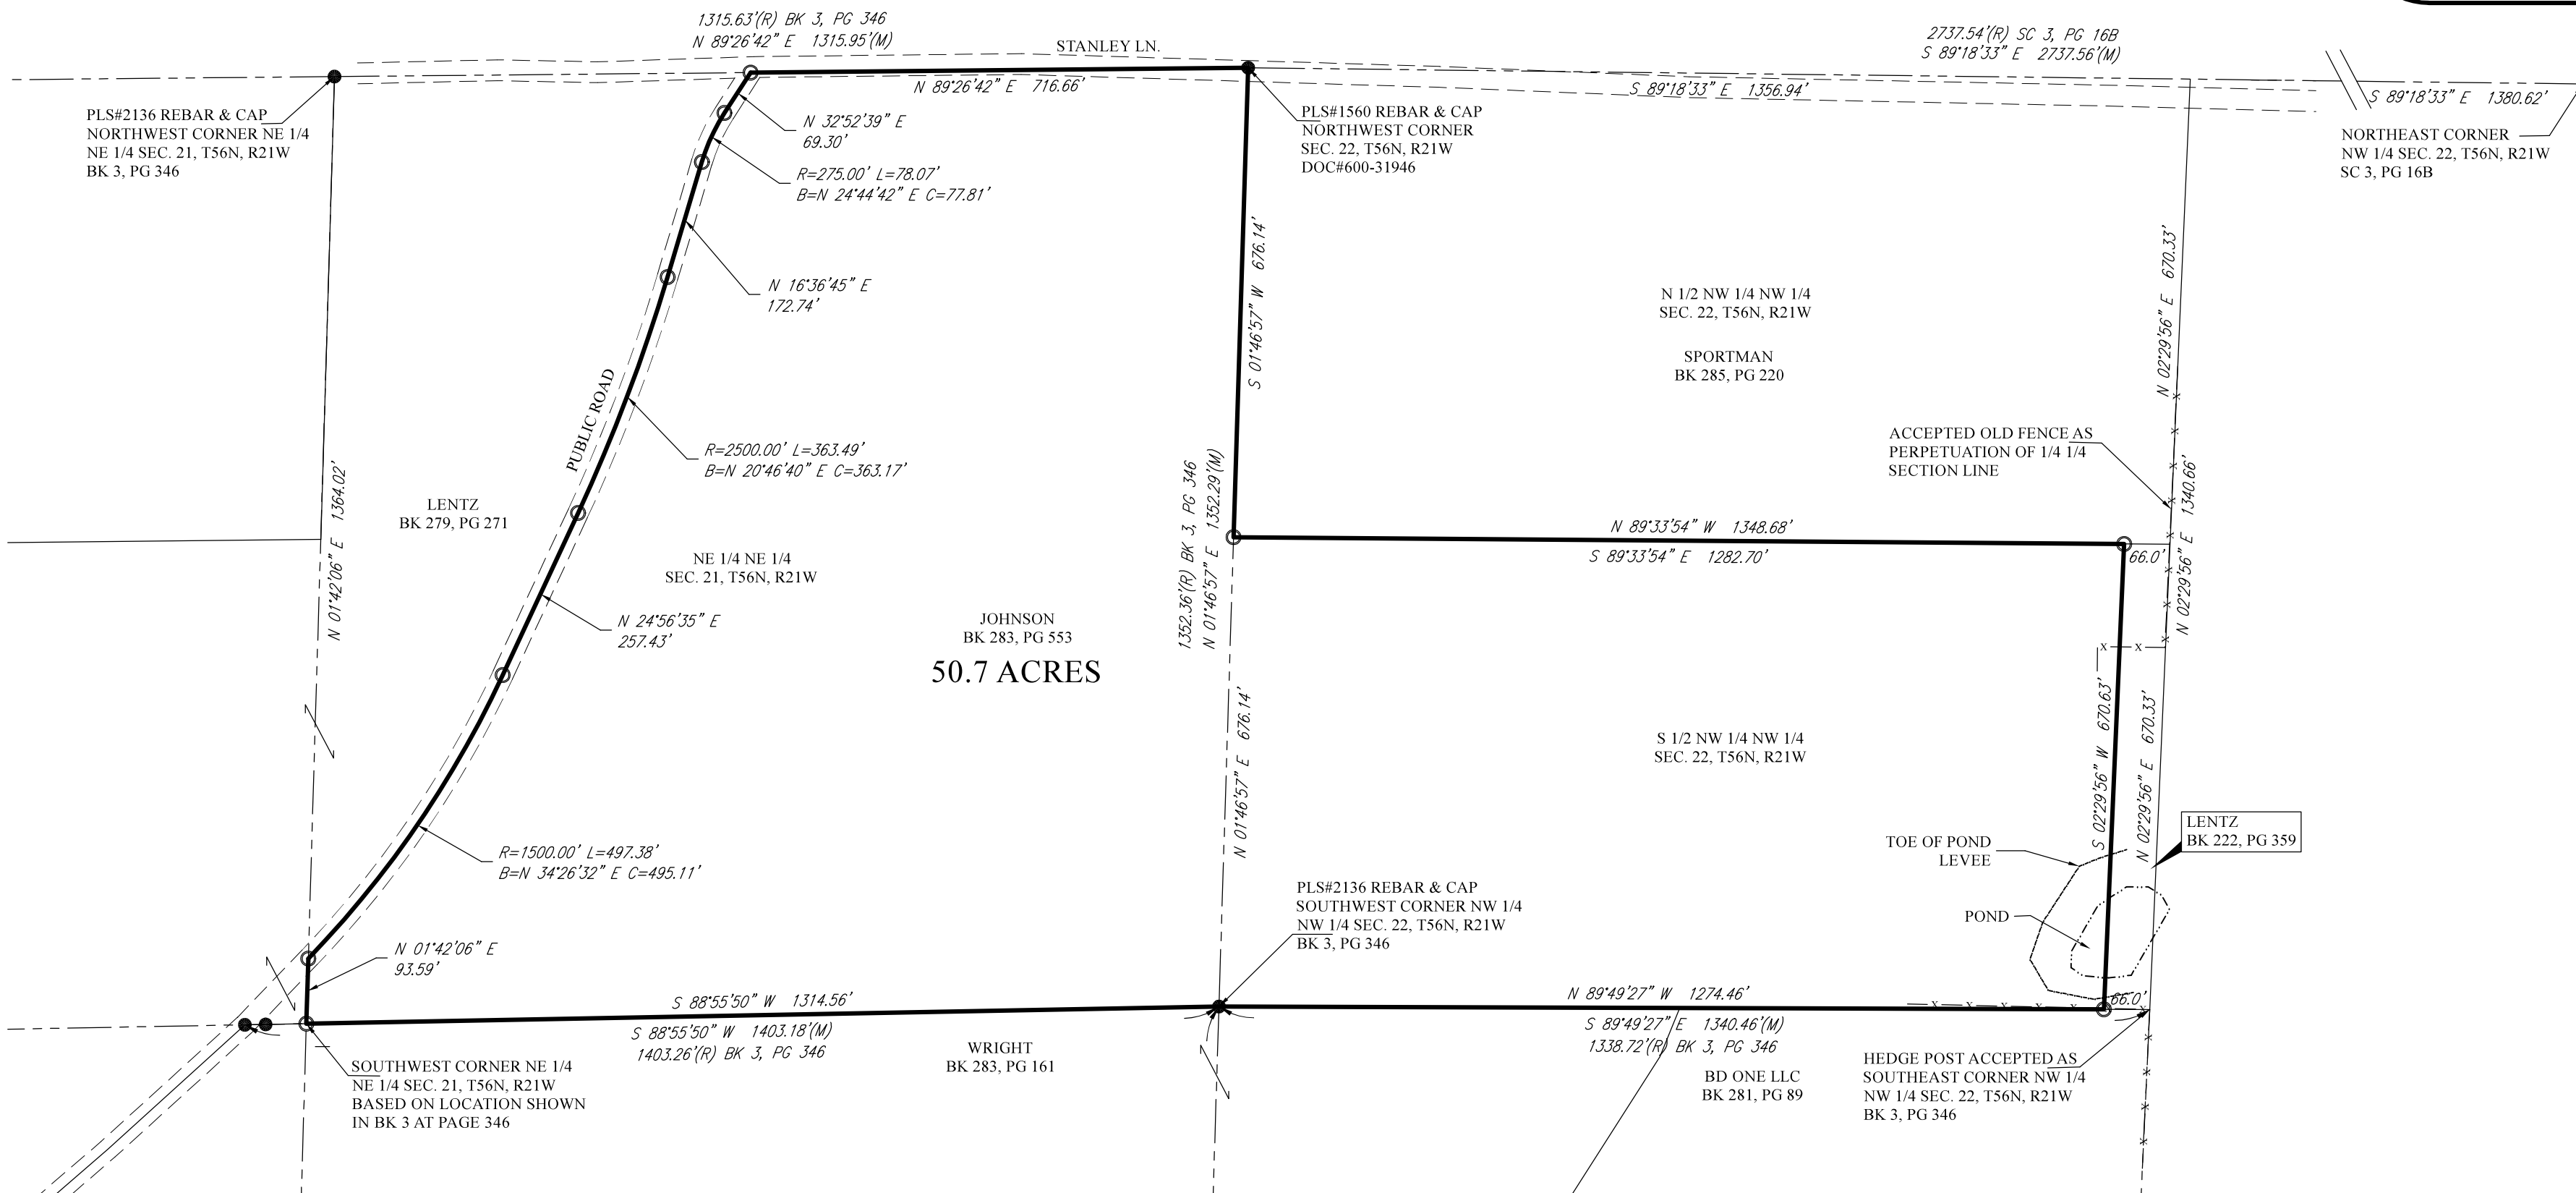 1315.63'(R) BK 3, PG 346
N 89°26'42" E 1315.95'(M)
STANLEY LN.
2737.54'(R) SC 3, PG 16B
S 89°18'33" E 2737.56'(M)
N 89°26'42" E 716.66'
S 89°18'33" E 1356.94'
S 89°18'33" E 1380.62'
PLS#2136 REBAR & CAP
NORTHWEST CORNER NE 1/4
NE 1/4 SEC. 21, T56N, R21W
BK 3, PG 346
N 32°52'39" E
69.30'
R=275.00' L=78.07'
B=N 24°44'42" E C=77.81'
PLS#1560 REBAR & CAP
NORTHWEST CORNER
SEC. 22, T56N, R21W
DOC#600-31946
NORTHEAST CORNER
NW 1/4 SEC. 22, T56N, R21W
SC 3, PG 16B
N 16°36'45" E
172.74'
S 01°46'57" W 676.14'
N 1/2 NW 1/4 NW 1/4
SEC. 22, T56N, R21W
SPORTMAN
BK 285, PG 220
N 02°29'56" E 670.33'
PUBLIC ROAD
R=2500.00' L=363.49'
B=N 20°46'40" E C=363.17'
ACCEPTED OLD FENCE AS
PERPETUATION OF 1/4 1/4
SECTION LINE
N 01°42'06" E 1364.02'
LENTZ
BK 279, PG 271
1352.36'(R) BK 3, PG 346
N 01°46'57" E 1352.29'(M)
N 89°33'54" W 1348.68'
S 89°33'54" E 1282.70'
66.0'
N 02°29'56" E 1340.66'
NE 1/4 NE 1/4
SEC. 21, T56N, R21W
N 24°56'35" E
257.43'
JOHNSON
BK 283, PG 553
50.7 ACRES
N 01°46'57" E 676.14'
S 1/2 NW 1/4 NW 1/4
SEC. 22, T56N, R21W
S 02°29'56" W 670.63'
N 02°29'56" E 670.33'
LENTZ
BK 222, PG 359
TOE OF POND
LEVEE
POND
R=1500.00' L=497.38'
B=N 34°26'32" E C=495.11'
PLS#2136 REBAR & CAP
SOUTHWEST CORNER NW 1/4
NW 1/4 SEC. 22, T56N, R21W
BK 3, PG 346
N 01°42'06" E
93.59'
S 88°55'50" W 1314.56'
S 88°55'50" W 1403.18'(M)
1403.26'(R) BK 3, PG 346
N 89°49'27" W 1274.46'
66.0'
S 89°49'27" E 1340.46'(M)
1338.72'(R) BK 3, PG 346
WRIGHT
BK 283, PG 161
SOUTHWEST CORNER NE 1/4
NE 1/4 SEC. 21, T56N, R21W
BASED ON LOCATION SHOWN
IN BK 3 AT PAGE 346
BD ONE LLC
BK 281, PG 89
HEDGE POST ACCEPTED AS
SOUTHEAST CORNER NW 1/4
NW 1/4 SEC. 22, T56N, R21W
BK 3, PG 346